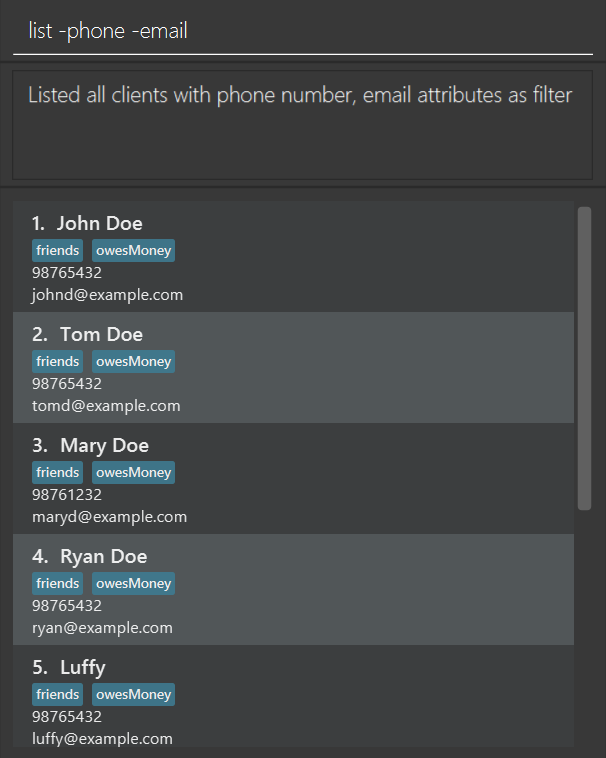 list -phone -email
Listed all clients with phone number, email attributes as filter
1. John Doe
friends owesMoney
98765432
johnd@example.com
2. Tom Doe
friends owesMoney
98765432
tomd@example.com
3. Mary Doe
friends owesMoney
98761232
maryd@example.com
4. Ryan Doe
friends owesMoney
98765432
ryan@example.com
5. Luffy
friends owesMoney
98765432
luffy@example.com